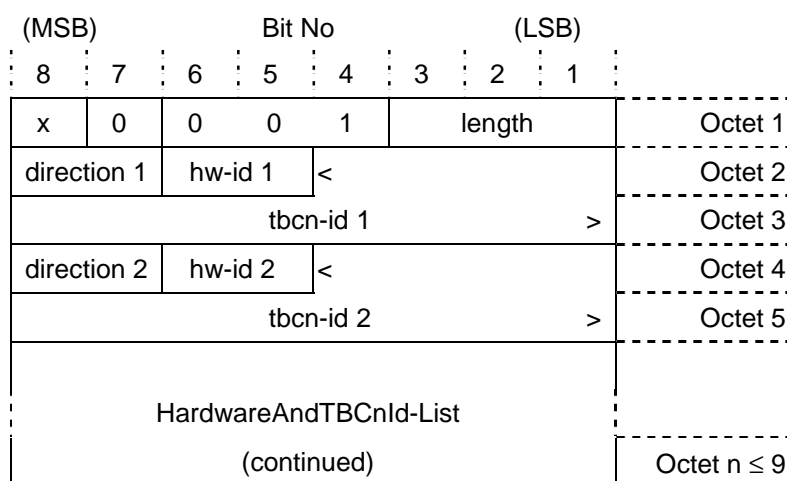 (MSB) Bit No (LSB)
8 7 6 5 4 3 2 1
x 0 0 0 1 length Octet 1
direction 1 hw-id 1 < Octet 2
tbcn-id 1 > Octet 3
direction 2 hw-id 2 < Octet 4
tbcn-id 2 > Octet 5
HardwareAndTBCnId-List
(continued) Octet n ≤ 9